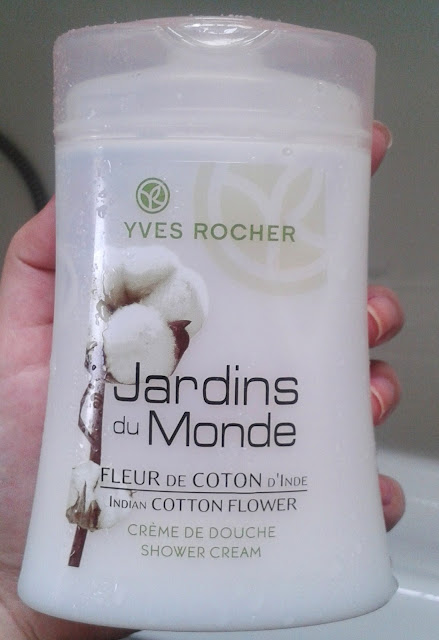 YVES ROCHER
Jardins
du Monde
FLEUR DE COTON D'INDE
INDIAN COTTON FLOWER
CRÈME DE DOUCHE
SHOWER CREAM